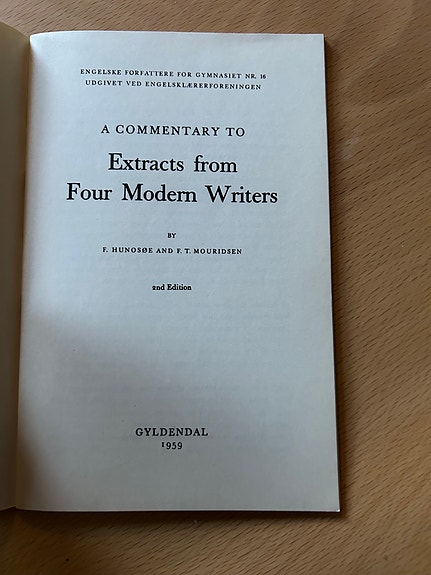 ENGELSKE FORFATTERE FOR GYMNASIET NR. 16
UDGIVET VED ENGELSKLÆRERFORENINGEN
A COMMENTARY TO
Extracts from
Four Modern Writers
BY
F. HUNOSØE AND F. T. MOURIDSEN
2nd Edition
GYLDENDAL
1959